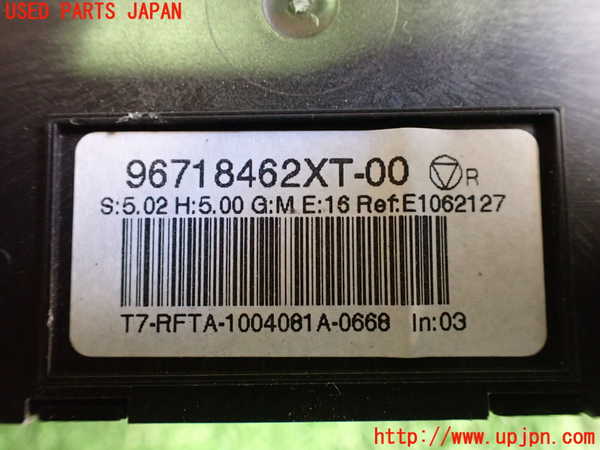 USED PARTS JAPAN
96718462XT-00 R
S:5.02 H:5.00 G:M E:16 Ref:E1062127
T7-RFTA-1004081A-0668 In:03
http://www.upjpn.com/